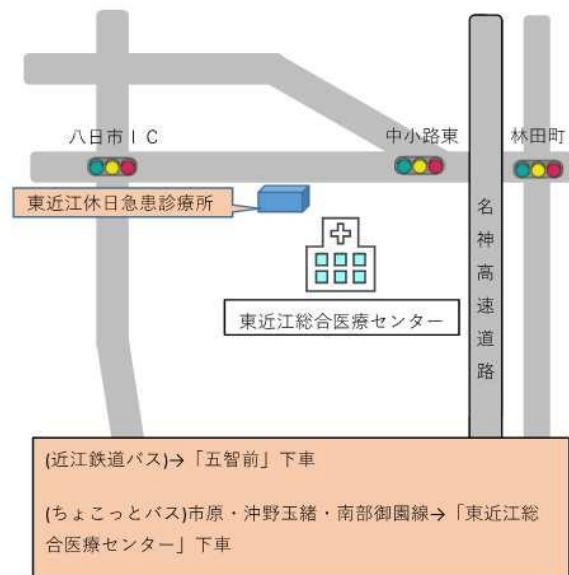 八日市ＩＣ
中小路東
林田町
東近江休日急患診療所
東近江総合医療センター
名神高速道路
(近江鉄道バス)→「五智前」下車
(ちょこっとバス)市原・沖野玉緒・南部御園線→「東近江総
合医療センター」下車